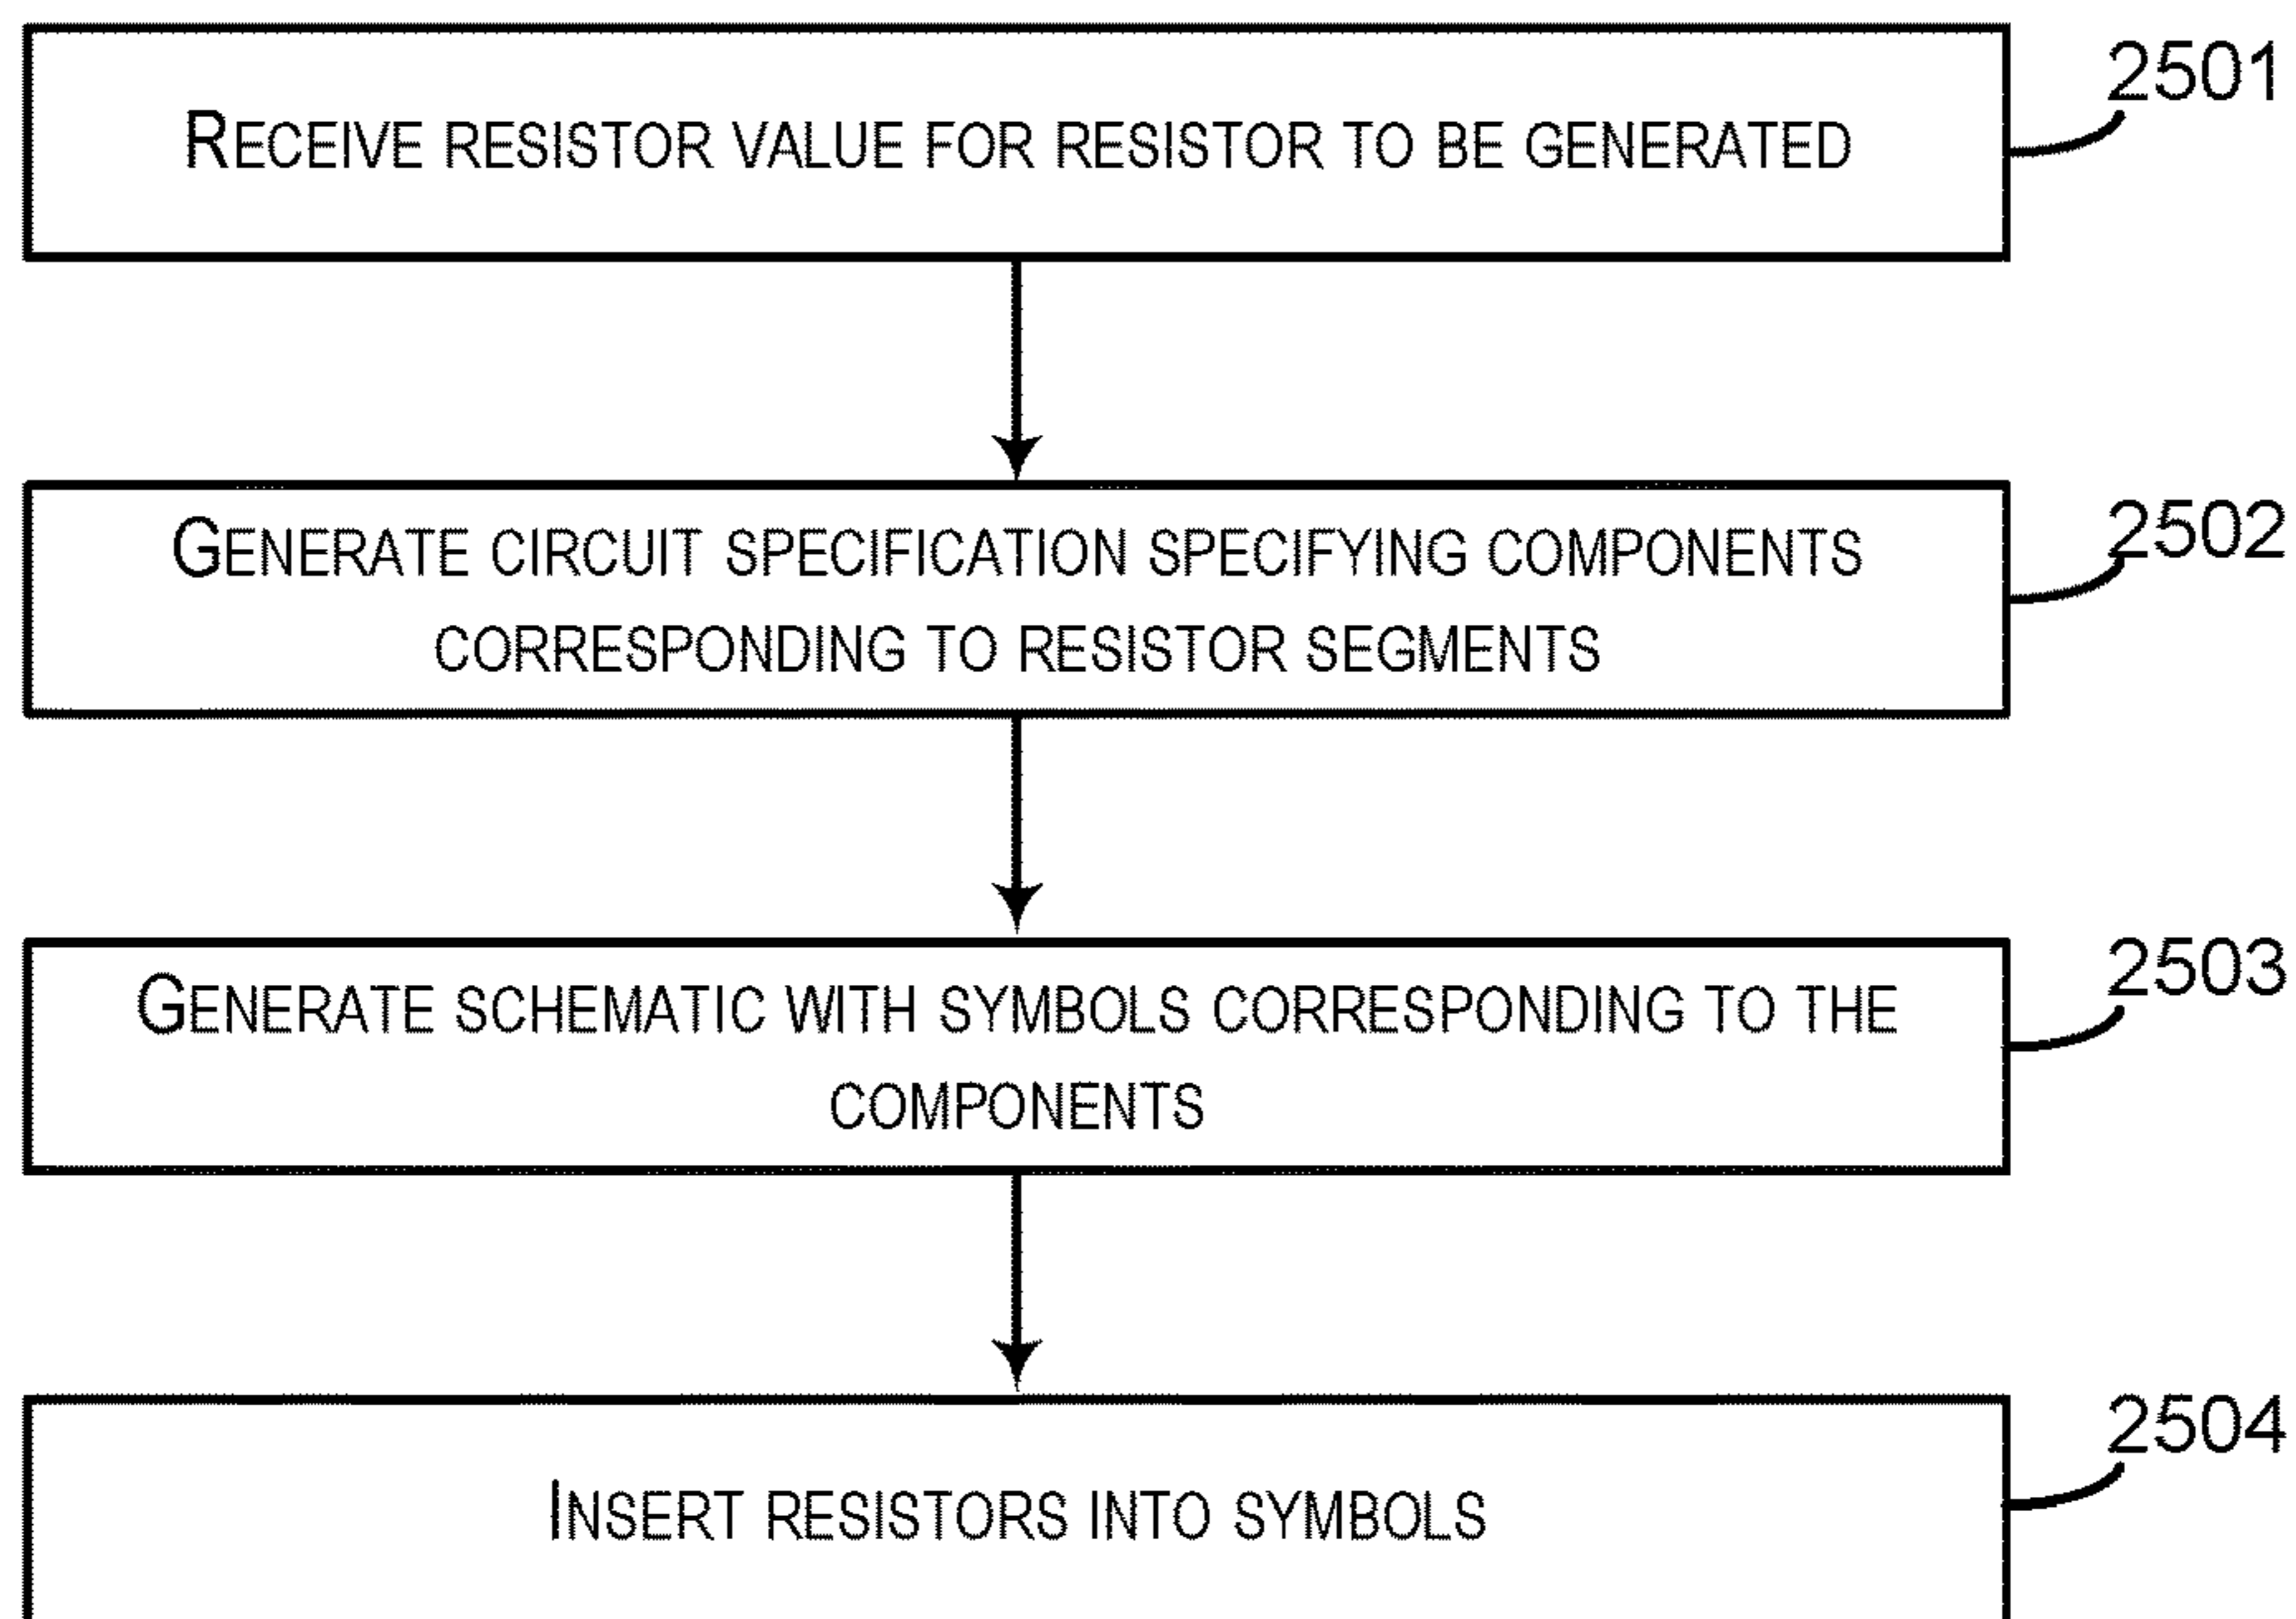 RECEIVE RESISTOR VALUE FOR RESISTOR TO BE GENERATED
2501
GENERATE CIRCUIT SPECIFICATION SPECIFYING COMPONENTS
CORRESPONDING TO RESISTOR SEGMENTS
2502
GENERATE SCHEMATIC WITH SYMBOLS CORRESPONDING TO THE
COMPONENTS
2503
INSERT RESISTORS INTO SYMBOLS
2504